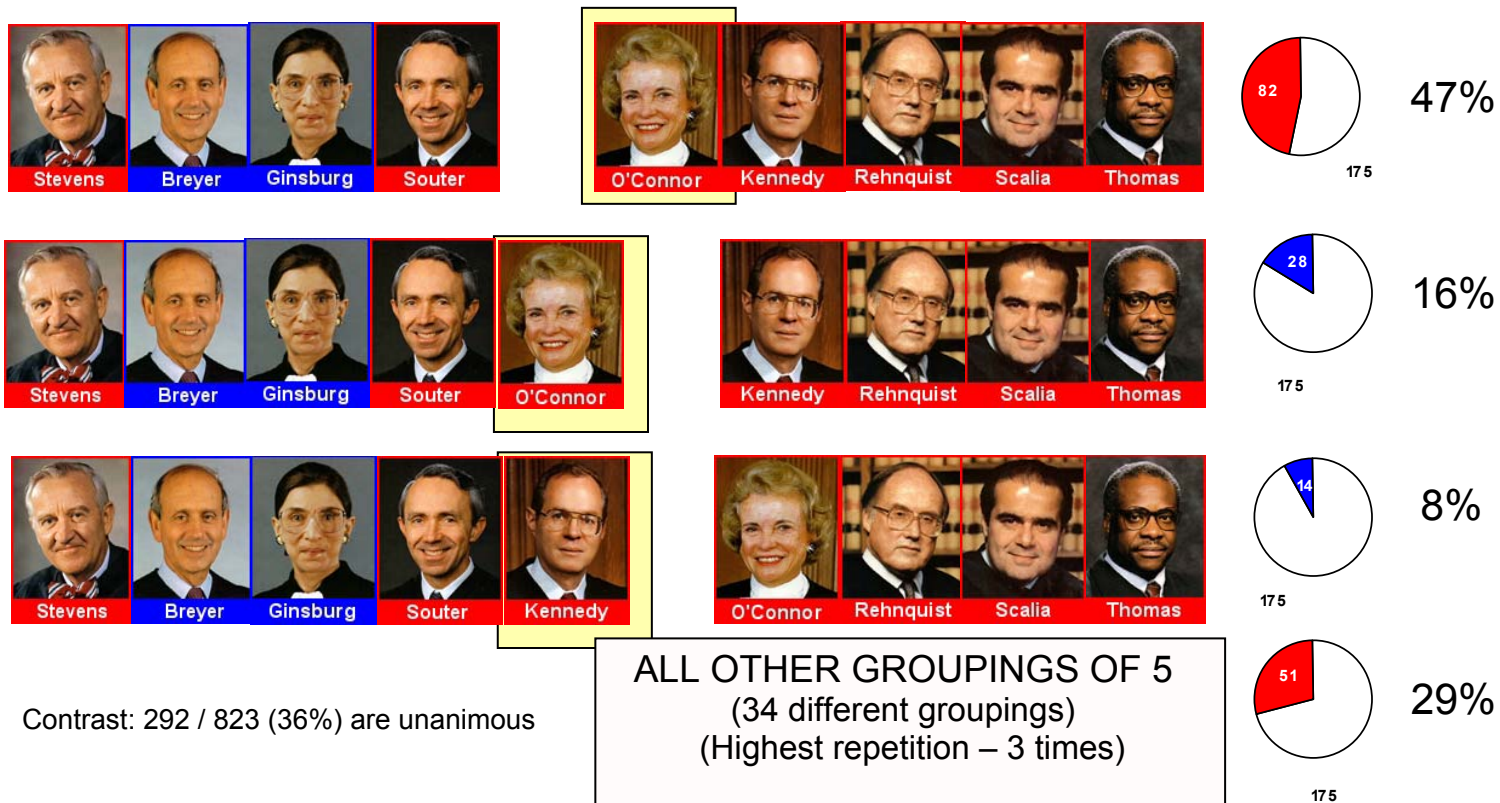 Stevens Breyer Ginsburg Souter O'Connor Kennedy Rehnquist Scalia Thomas
82
175
47%
Stevens Breyer Ginsburg Souter O'Connor Kennedy Rehnquist Scalia Thomas
28
175
16%
Stevens Breyer Ginsburg Souter Kennedy O'Connor Rehnquist Scalia Thomas
14
175
8%
Contrast: 292 / 823 (36%) are unanimous
ALL OTHER GROUPINGS OF 5
(34 different groupings)
(Highest repetition – 3 times)
51
175
29%